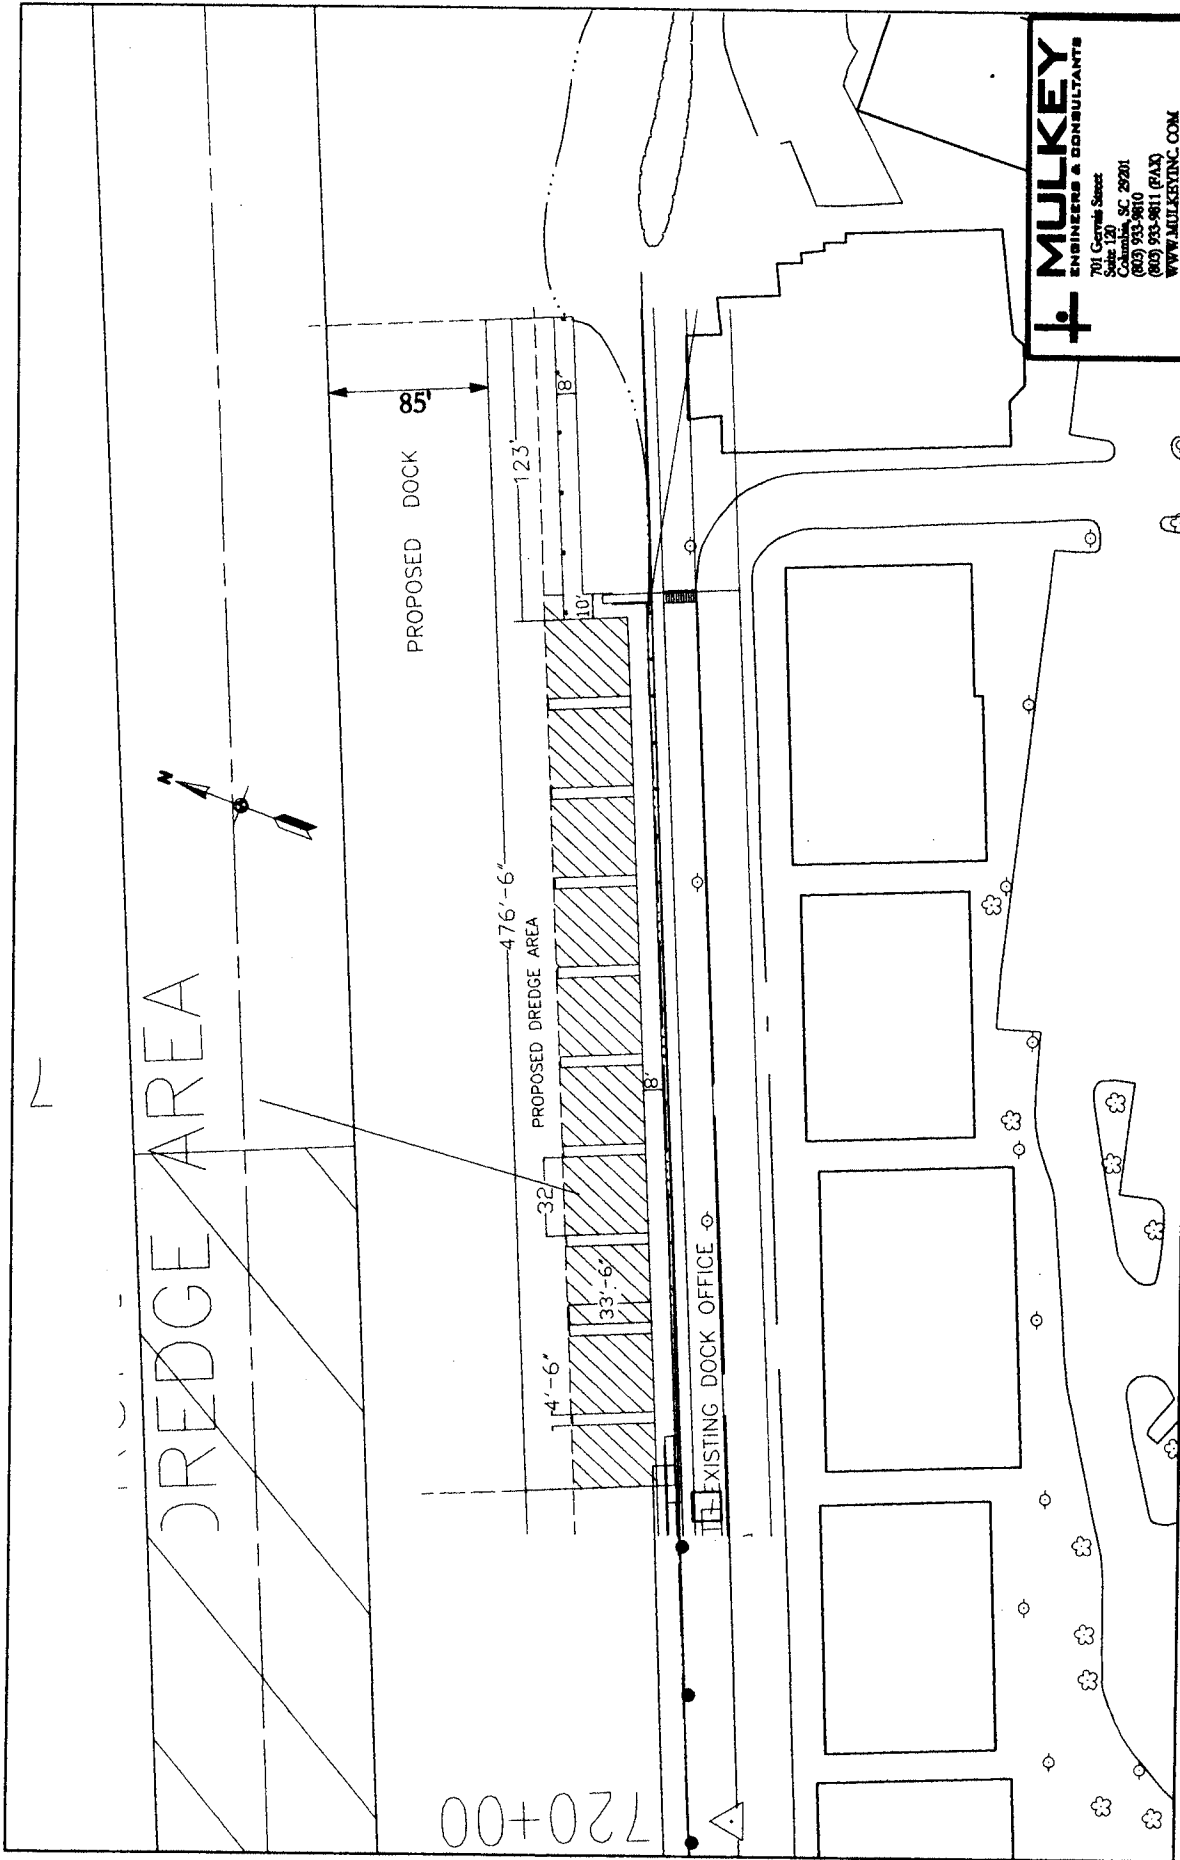 MULKEY
ENGINEERS & CONSULTANTS
701 Gervais Street
Suite 120
Columbia, SC 29201
(803) 933-9810
(803) 933-9811 (FAX)
WWW.MULKEYINC.COM
85'
PROPOSED DOCK
123'
8'
10'
N
476'-6"
PROPOSED DREDGE AREA
8'
DREDGE AREA
7
32
33'-6"
4'-6"
EXISTING DOCK OFFICE
720+00